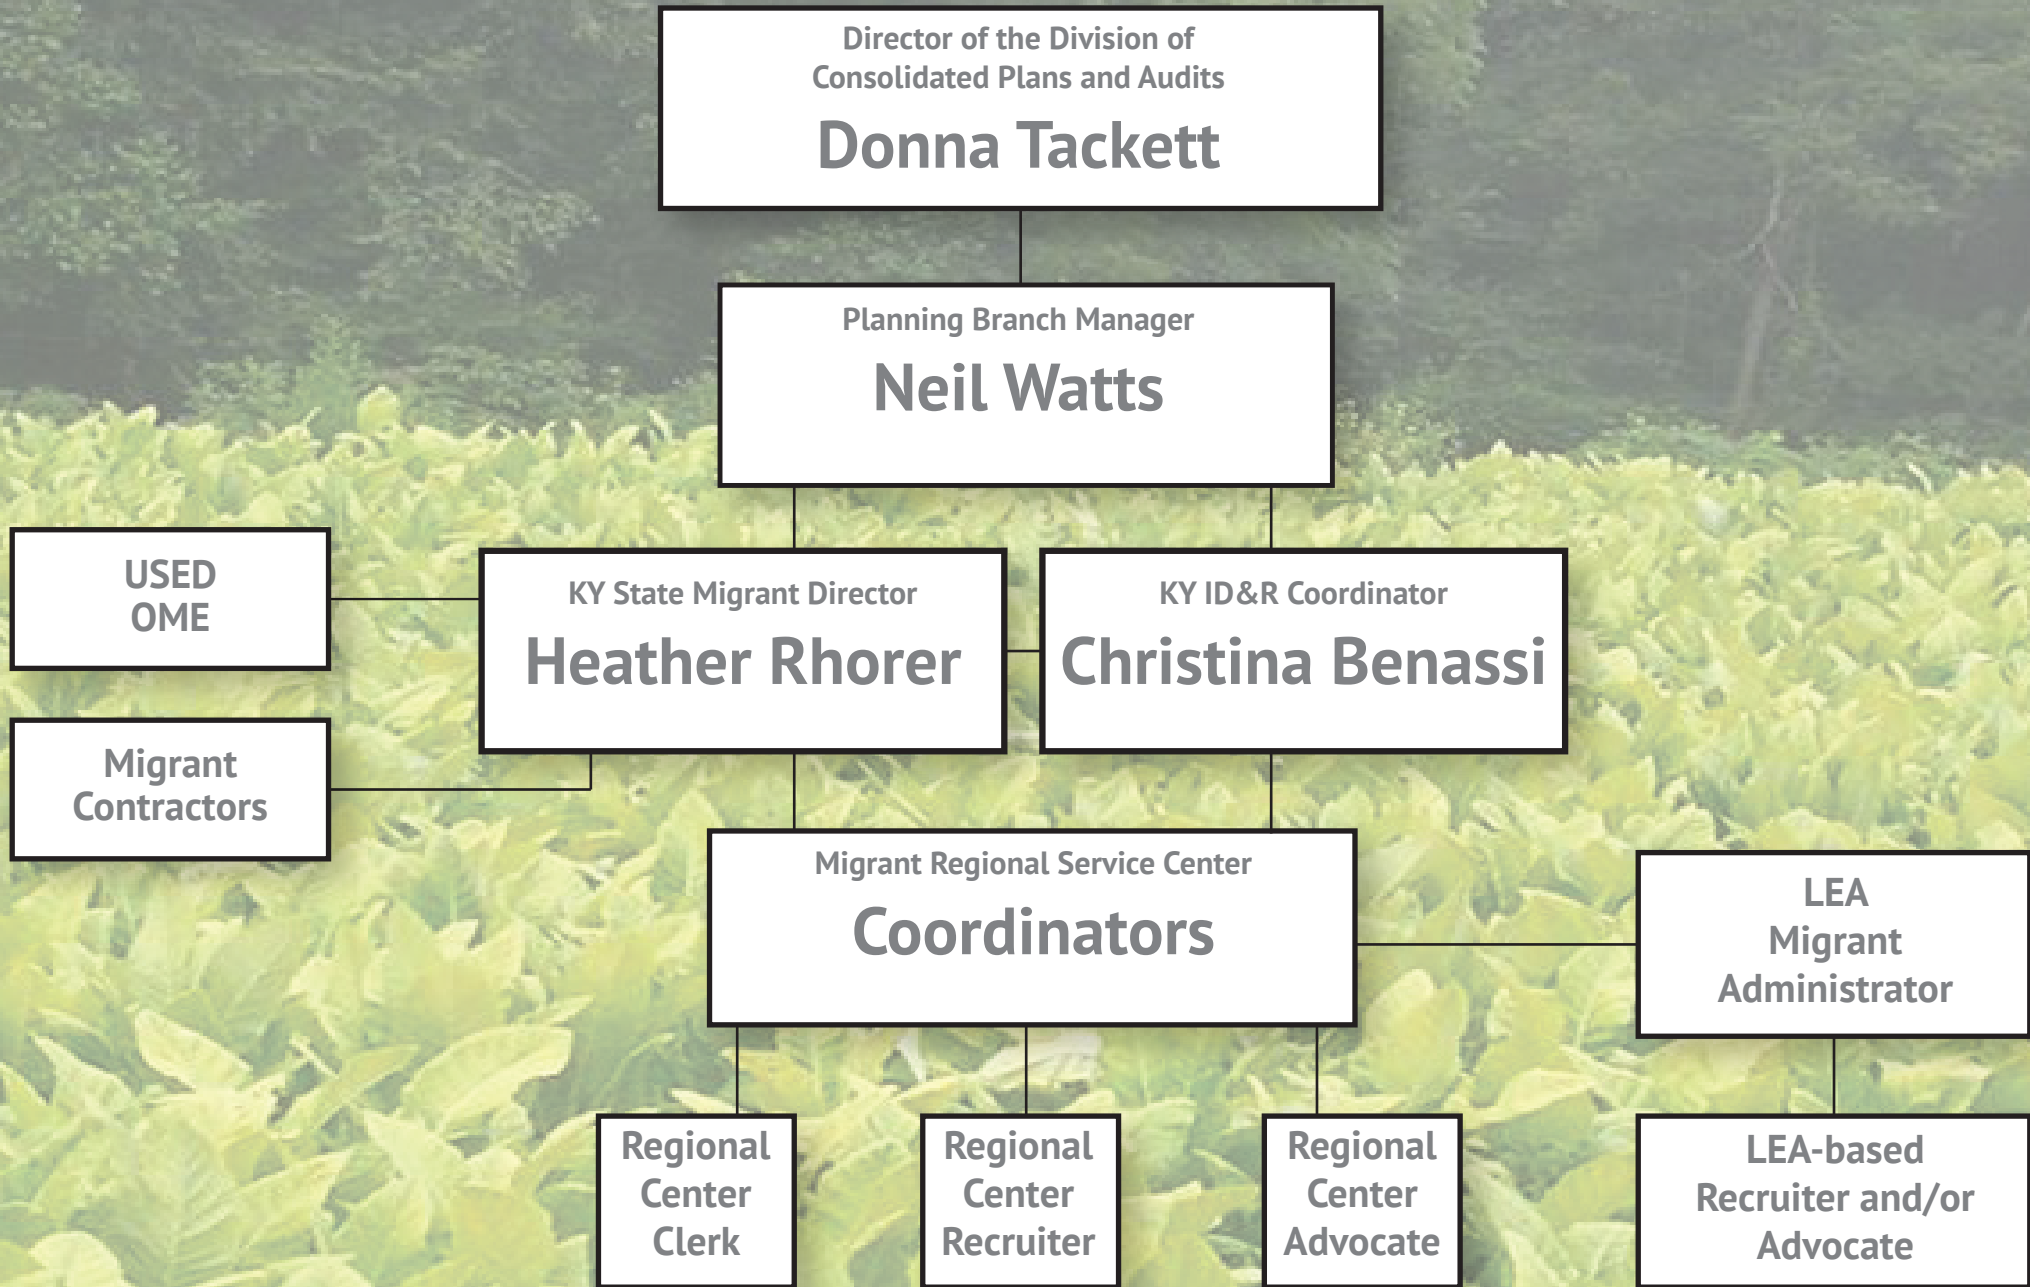 Director of the Division of
Consolidated Plans and Audits
Donna Tackett
Planning Branch Manager
Neil Watts
USED
OME
KY State Migrant Director
Heather Rhorer
KY ID&R Coordinator
Christina Benassi
Migrant
Contractors
Migrant Regional Service Center
Coordinators
LEA
Migrant
Administrator
Regional
Center
Clerk
Regional
Center
Recruiter
Regional
Center
Advocate
LEA-based
Recruiter and/or
Advocate